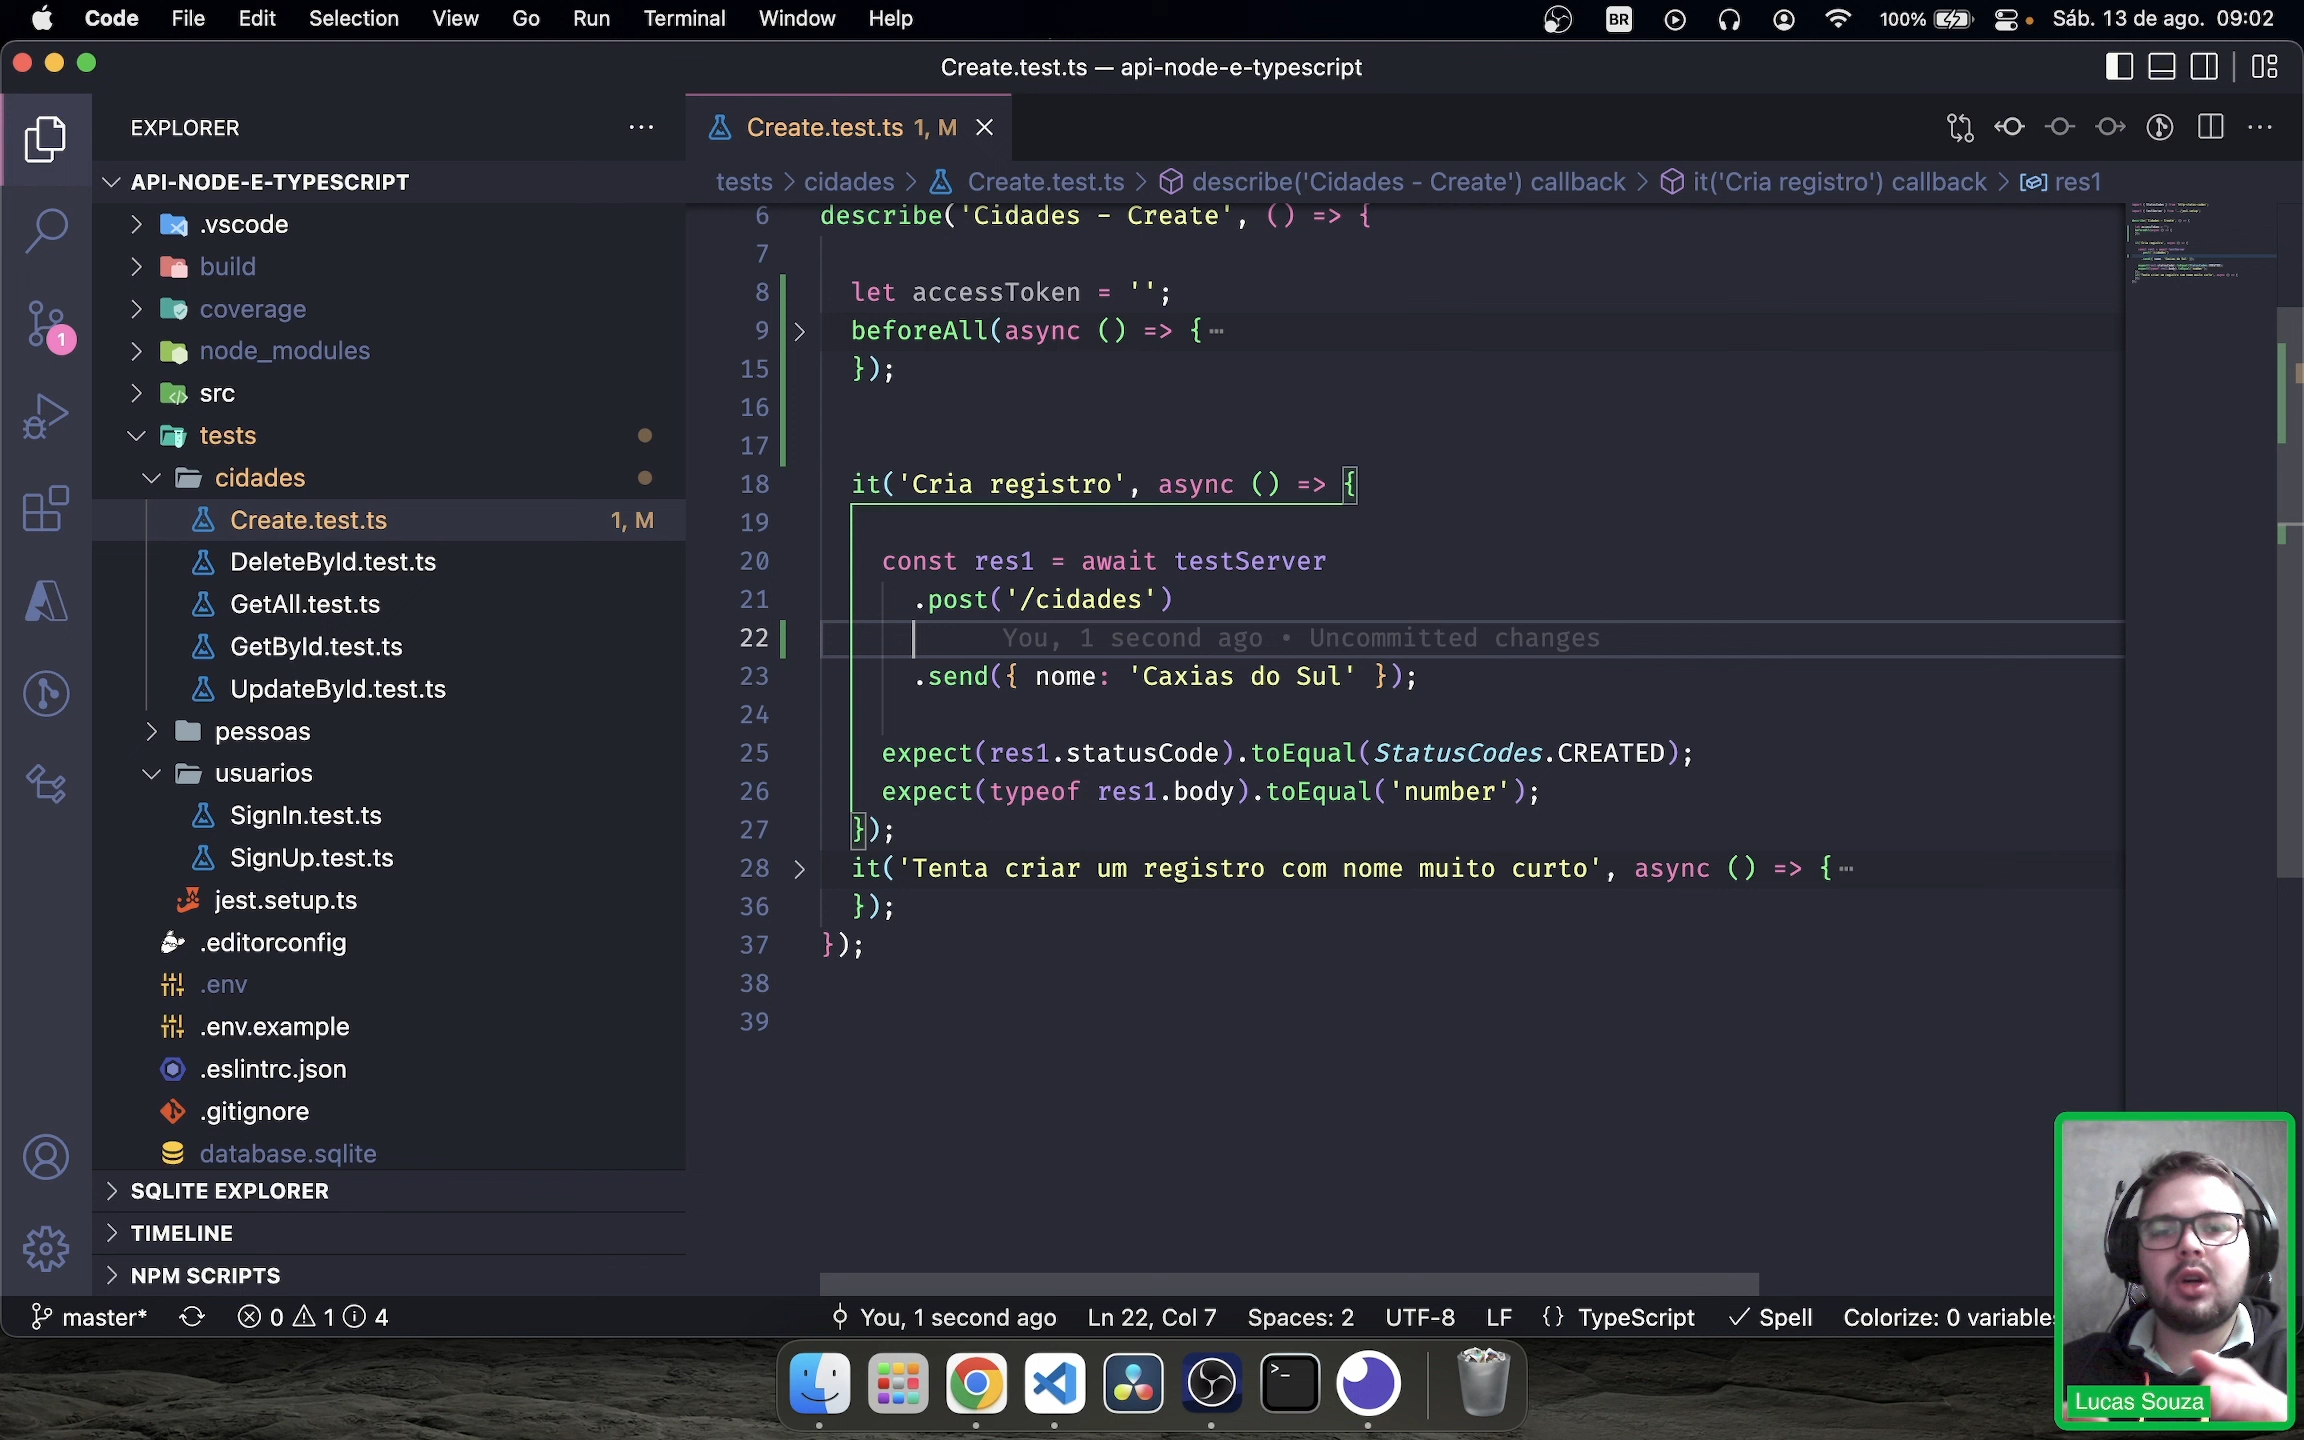 Code File Edit Selection View Go Run Terminal Window Help BR 100% Sáb. 13 de ago. 09:02
Create.test.ts — api-node-e-typescript
EXPLORER
API-NODE-E-TYPESCRIPT
.vscode
build
coverage
node_modules
src
tests
cidades
Create.test.ts 1, M
DeleteById.test.ts
GetAll.test.ts
GetById.test.ts
UpdateById.test.ts
pessoas
usuarios
SignIn.test.ts
SignUp.test.ts
jest.setup.ts
.editorconfig
.env
.env.example
.eslintrc.json
.gitignore
database.sqlite
SQLITE EXPLORER
TIMELINE
NPM SCRIPTS
1
Create.test.ts 1, M
tests > cidades > Create.test.ts > describe('Cidades - Create') callback > it('Cria registro') callback > res1
6 describe('Cidades - Create', () => {
7
8 let accessToken = '';
9 beforeAll(async () => {
15 });
16
17
18 it('Cria registro', async () => {
19
20 const res1 = await testServer
21 .post('/cidades')
22 You, 1 second ago • Uncommitted changes
23 .send({ nome: 'Caxias do Sul' });
24
25 expect(res1.statusCode).toEqual(StatusCodes.CREATED);
26 expect(typeof res1.body).toEqual('number');
27 });
28 it('Tenta criar um registro com nome muito curto', async () => {
36 });
37 });
38
39
master* 0 1 4 You, 1 second ago Ln 22, Col 7 Spaces: 2 UTF-8 LF {} TypeScript Spell Colorize: 0 variables
Lucas Souza